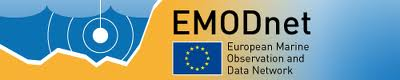 EMODnet
European Marine
Observation and
Data Network